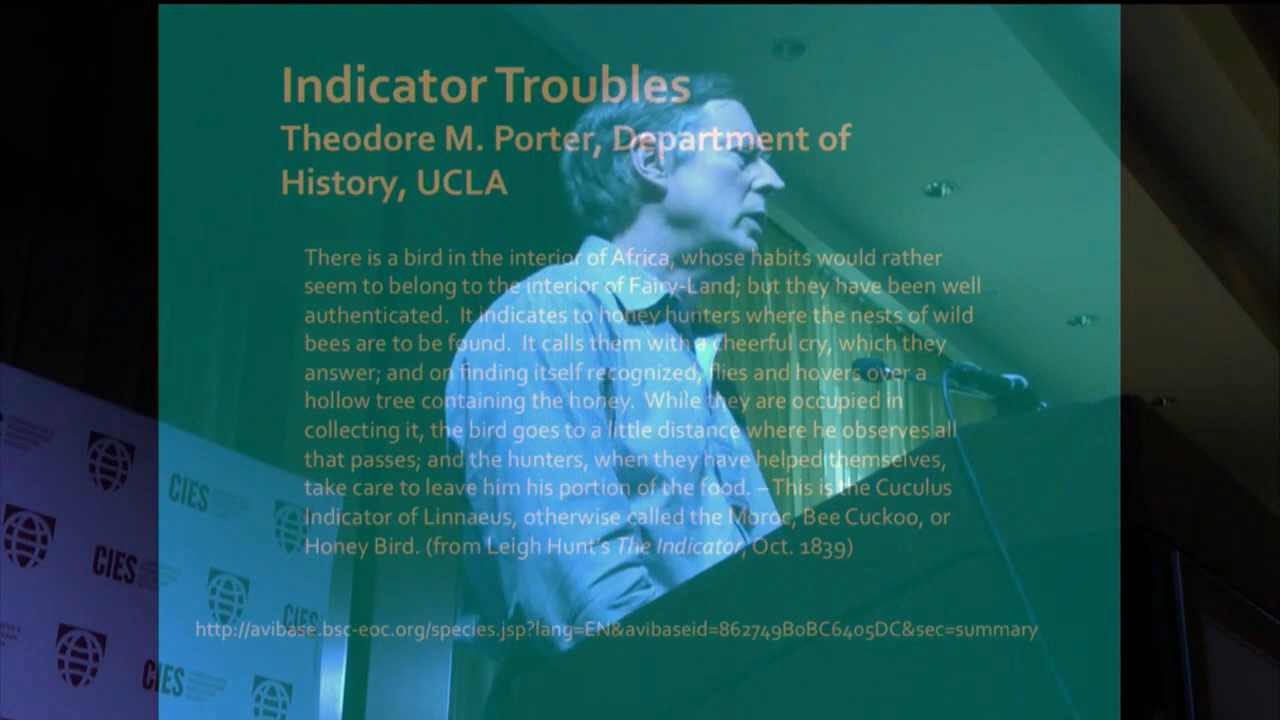 Indicator Troubles
Theodore M. Porter, Department of
History, UCLA
There is a bird in the interior of Africa, whose habits would rather
seem to belong to the interior of Fairy-Land; but they have been well
authenticated.  It indicates to honey hunters where the nests of wild
bees are to be found.  It calls them with a cheerful cry, which they
answer; and on finding itself recognized, flies and hovers over a
hollow tree containing the honey.  While they are occupied in
collecting it, the bird goes to a little distance where he observes all
that passes; and the hunters, when they have helped themselves,
take care to leave him his portion of the food. – This is the Cuculus
Indicator of Linnaeus, otherwise called the Moroc, Bee Cuckoo, or
Honey Bird. (from Leigh Hunt's The Indicator, Oct. 1839)
http://avibase.bsc-eoc.org/species.jsp?lang=EN&avibaseid=862749B0BC6405DC&sec=summary
CIES
CIES
CIES
CIES